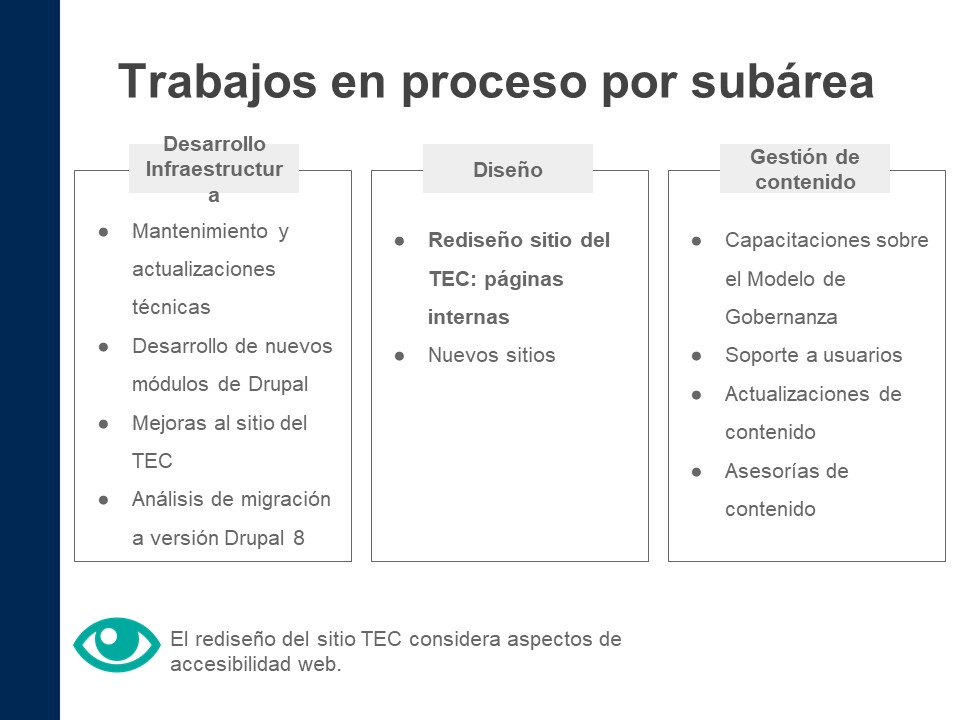 Trabajos en proceso por subárea
Desarrollo
Infraestructur
a
● Mantenimiento y
actualizaciones
técnicas
● Desarrollo de nuevos
módulos de Drupal
● Mejoras al sitio del
TEC
● Análisis de migración
a versión Drupal 8
Diseño
● Rediseño sitio del
TEC: páginas
internas
● Nuevos sitios
Gestión de
contenido
● Capacitaciones sobre
el Modelo de
Gobernanza
● Soporte a usuarios
● Actualizaciones de
contenido
● Asesorías de
contenido
El rediseño del sitio TEC considera aspectos de
accesibilidad web.